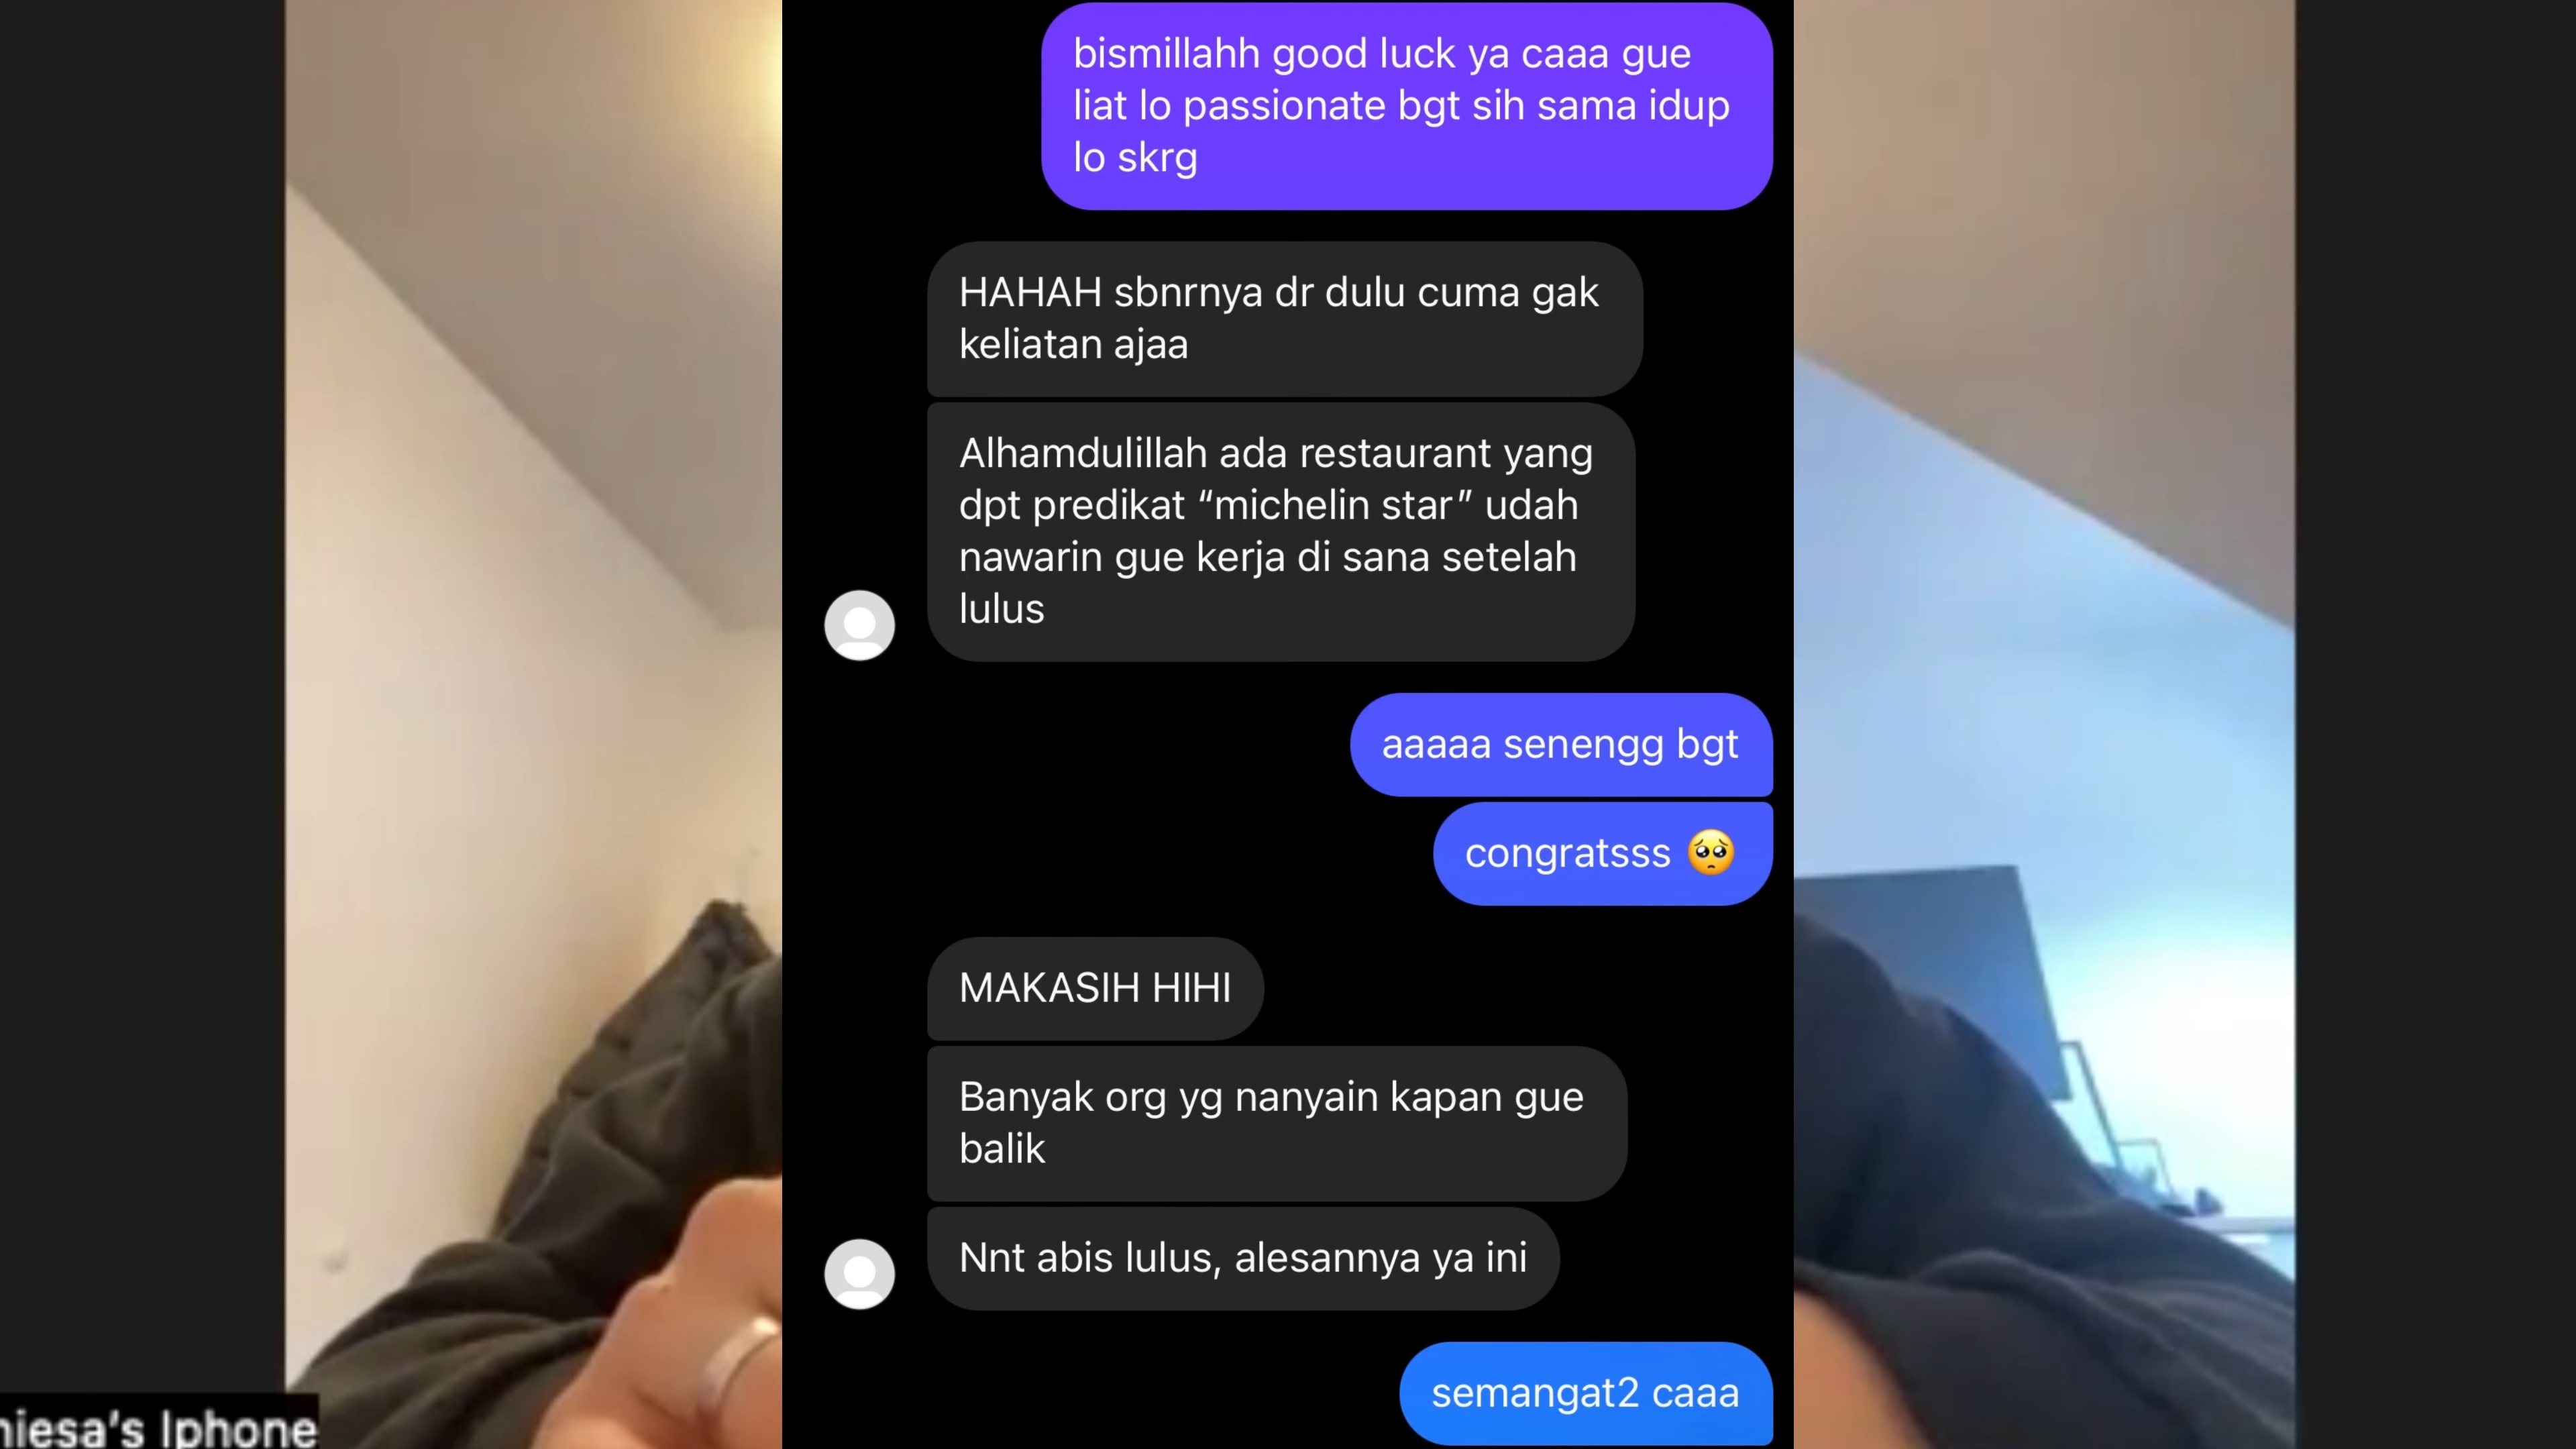 bismillahh good luck ya caaa gue
liat lo passionate bgt sih sama idup
lo skrg
HAHAH sbnrnya dr dulu cuma gak
keliatan ajaa
Alhamdulillah ada restaurant yang
dpt predikat “michelin star” udah
nawarin gue kerja di sana setelah
lulus
aaaaa senengg bgt
congratsss 🥺
MAKASIH HIHI
Banyak org yg nanyain kapan gue
balik
Nnt abis lulus, alesannya ya ini
semangat2 caaa
niesa's Iphone